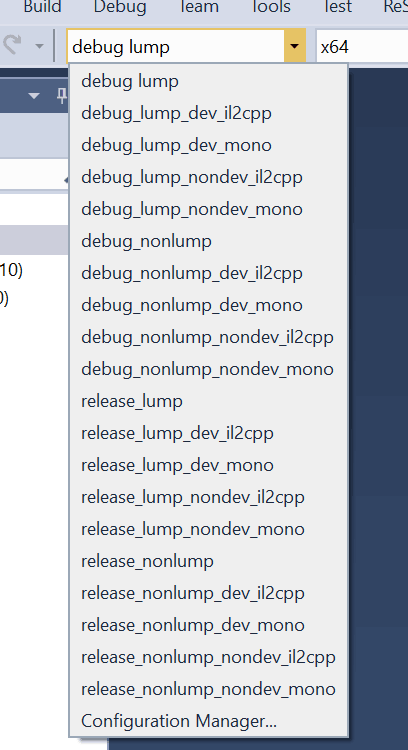 Build Debug Team Tools Test ReS
debug lump x64
debug lump
debug_lump_dev_il2cpp
debug_lump_dev_mono
debug_lump_nondev_il2cpp
debug_lump_nondev_mono
debug_nonlump
debug_nonlump_dev_il2cpp
10)
debug_nonlump_dev_mono
0)
debug_nonlump_nondev_il2cpp
debug_nonlump_nondev_mono
release_lump
release_lump_dev_il2cpp
release_lump_dev_mono
release_lump_nondev_il2cpp
release_lump_nondev_mono
release_nonlump
release_nonlump_dev_il2cpp
release_nonlump_dev_mono
release_nonlump_nondev_il2cpp
release_nonlump_nondev_mono
Configuration Manager...